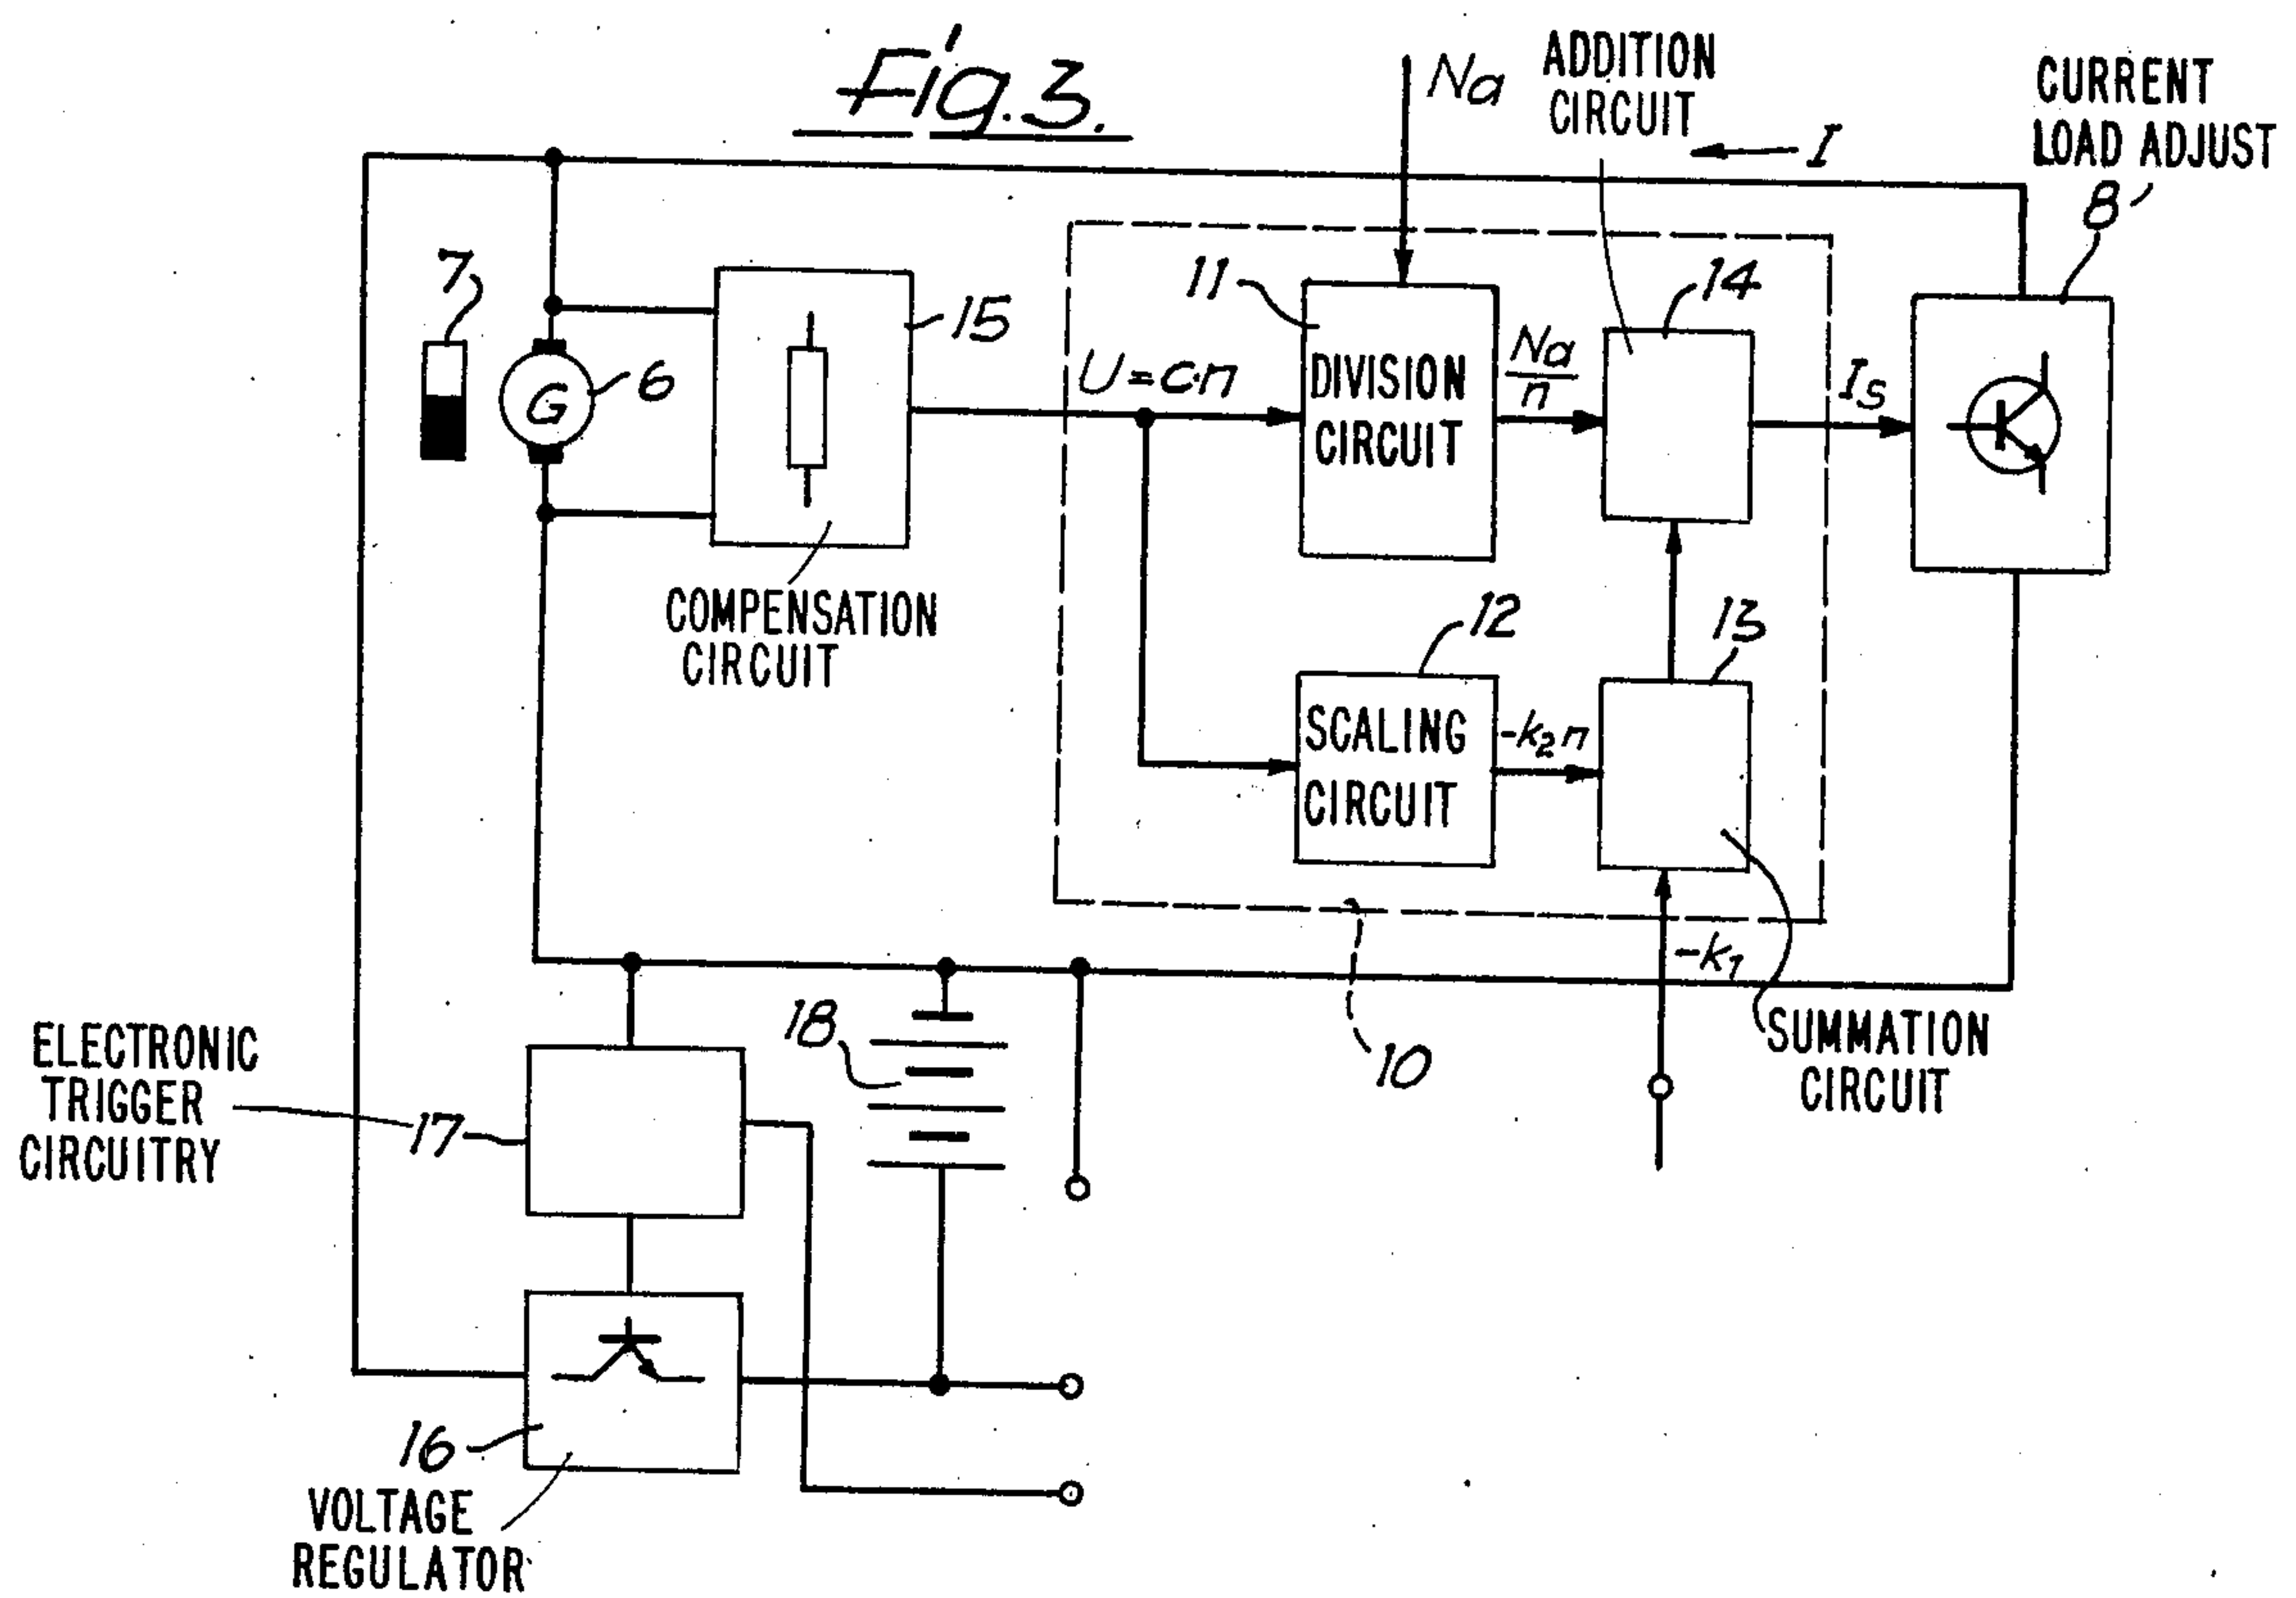 Fig. 3.
Na
ADDITION
CIRCUIT
I
CURRENT
LOAD ADJUST
8'
7
6
G
15
11
14
U=c·n
DIVISION
CIRCUIT
Na
n
Is
COMPENSATION
CIRCUIT
12
13
SCALING
CIRCUIT
-k2n
-k1
10
SUMMATION
CIRCUIT
ELECTRONIC
TRIGGER
CIRCUITRY
17
18
16
VOLTAGE
REGULATOR